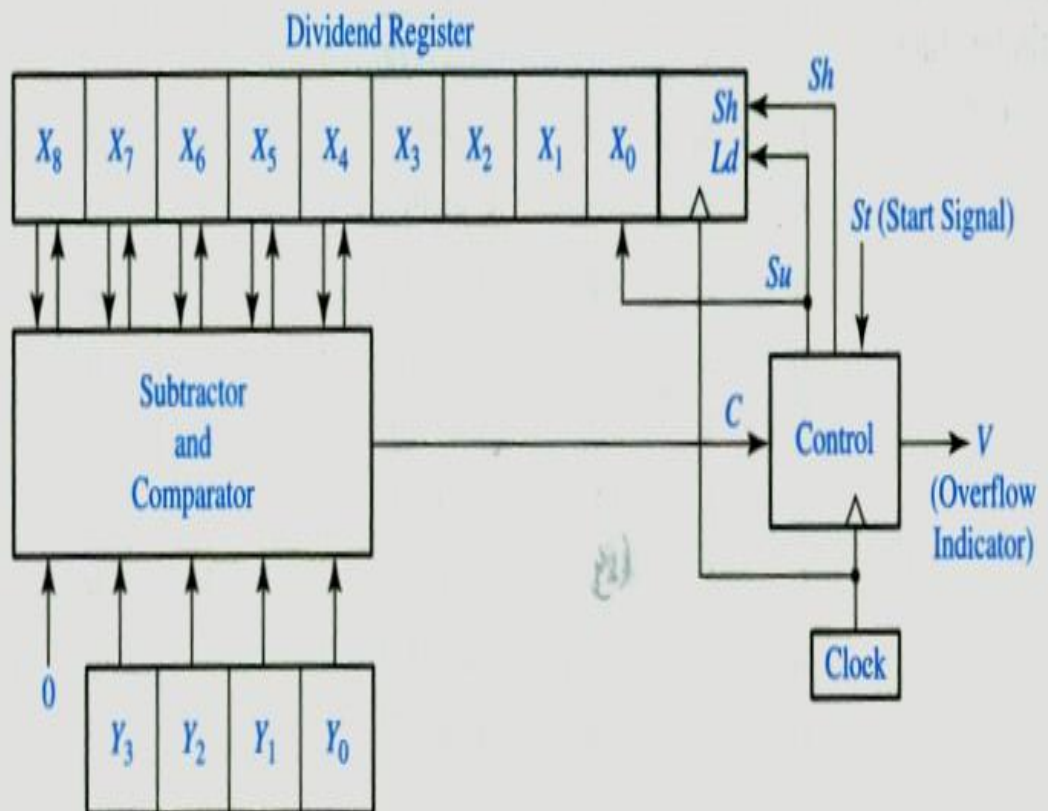 Dividend Register
X₈ X₇ X₆ X₅ X₄ X₃ X₂ X₁ X₀
Sh
Ld
Sh
St (Start Signal)
Su
Subtractor
and
Comparator
C
Control
V
(Overflow
Indicator)
Clock
0
Y₃ Y₂ Y₁ Y₀